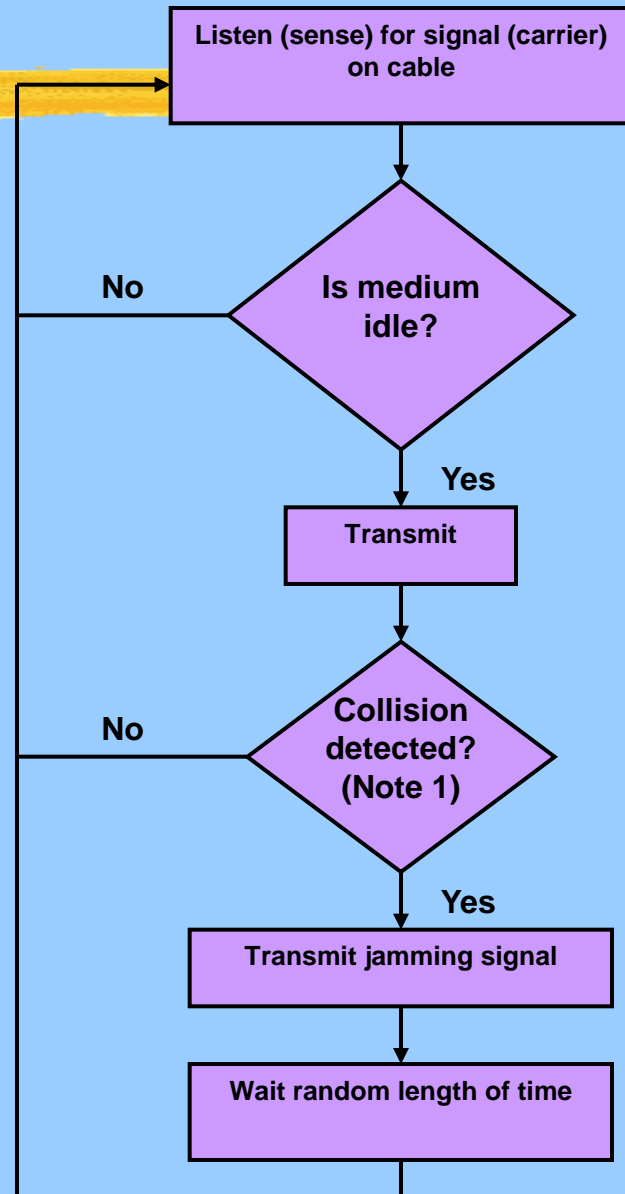 Listen (sense) for signal (carrier)
on cable
No
Is medium
idle?
Yes
Transmit
No
Collision
detected?
(Note 1)
Yes
Transmit jamming signal
Wait random length of time